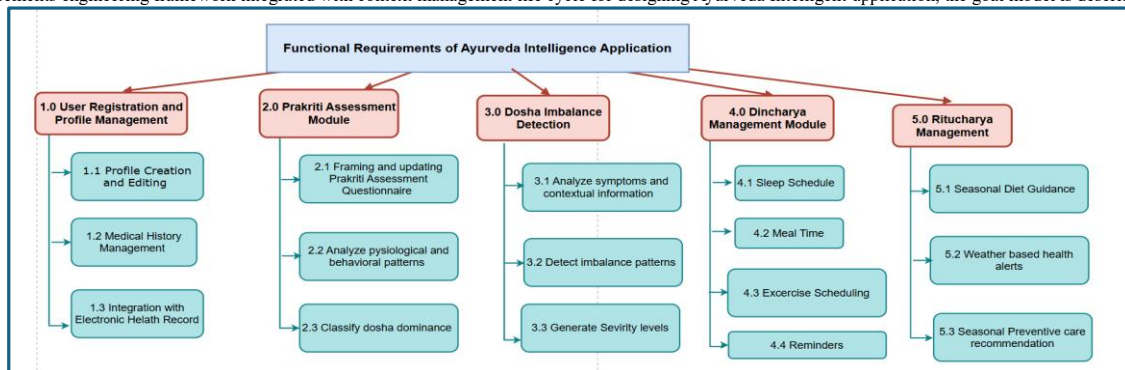 Functional Requirements of Ayurveda Intelligence Application
1.0 User Registration and
Profile Management
1.1 Profile Creation
and Editing
1.2 Medical History
Management
1.3 Integration with
Electronic Helath Record
2.0 Prakriti Assessment
Module
2.1 Framing and updating
Prakriti Assessment
Questionnaire
2.2 Analyze pysiological and
behavioral patterns
2.3 Classify dosha dominance
3.0 Dosha Imbalance
Detection
3.1 Analyze symptoms and
contextual information
3.2 Detect imbalance patterns
3.3 Generate Sevirity levels
4.0 Dincharya
Management Module
4.1 Sleep Schedule
4.2 Meal Time
4.3 Excercise Scheduling
4.4 Reminders
5.0 Ritucharya
Management
5.1 Seasonal Diet Guidance
5.2 Weather based health
alerts
5.3 Seasonal Preventive care
recommendation